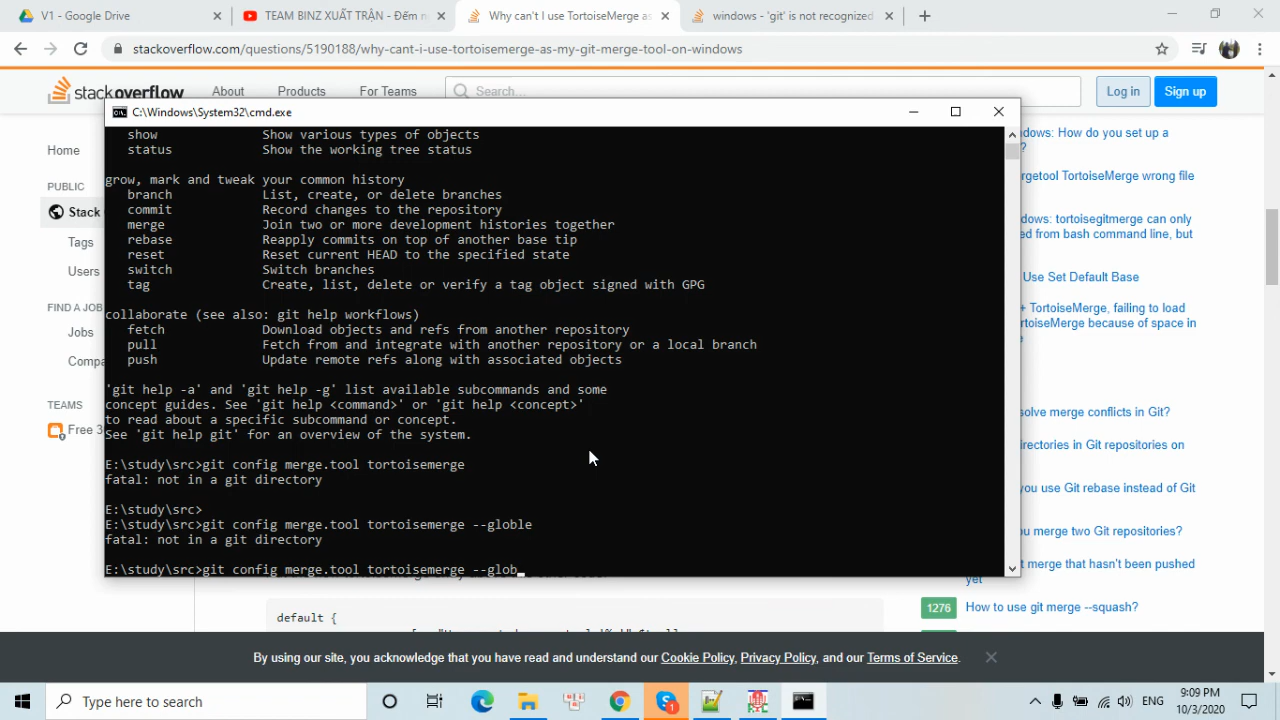 V1 - Google Drive
TEAM BINZ XUẤT TRẬN - Đếm n
Why can't I use TortoiseMerge as
windows - 'git' is not recognized
stackoverflow.com/questions/5190188/why-cant-i-use-tortoisemerge-as-my-git-merge-tool-on-windows
stackoverflow
About
Products
For Teams
Search...
Log in
Sign up
C:\Windows\System32\cmd.exe
Home
PUBLIC
Stack
Tags
Users
FIND A JOB
Jobs
Compa
TEAMS
Free 3
show Show various types of objects
status Show the working tree status
grow, mark and tweak your common history
branch List, create, or delete branches
commit Record changes to the repository
merge Join two or more development histories together
rebase Reapply commits on top of another base tip
reset Reset current HEAD to the specified state
switch Switch branches
tag Create, list, delete or verify a tag object signed with GPG
collaborate (see also: git help workflows)
fetch Download objects and refs from another repository
pull Fetch from and integrate with another repository or a local branch
push Update remote refs along with associated objects
'git help -a' and 'git help -g' list available subcommands and some
concept guides. See 'git help <command>' or 'git help <concept>'
to read about a specific subcommand or concept.
See 'git help git' for an overview of the system.
E:\study\src>git config merge.tool tortoisemerge
fatal: not in a git directory
E:\study\src>
E:\study\src>git config merge.tool tortoisemerge --globle
fatal: not in a git directory
E:\study\src>git config merge.tool tortoisemerge --glob
dows: How do you set up a
?
rgetool TortoiseMerge wrong file
dows: tortoisegitmerge can only
ed from bash command line, but
Use Set Default Base
+ TortoiseMerge, failing to load
rtoiseMerge because of space in
e
solve merge conflicts in Git?
irectories in Git repositories on
you use Git rebase instead of Git
ou merge two Git repositories?
t merge that hasn't been pushed
yet
1276 How to use git merge --squash?
default {
By using our site, you acknowledge that you have read and understand our Cookie Policy, Privacy Policy, and our Terms of Service.
Type here to search
1
ENG
9:09 PM
10/3/2020